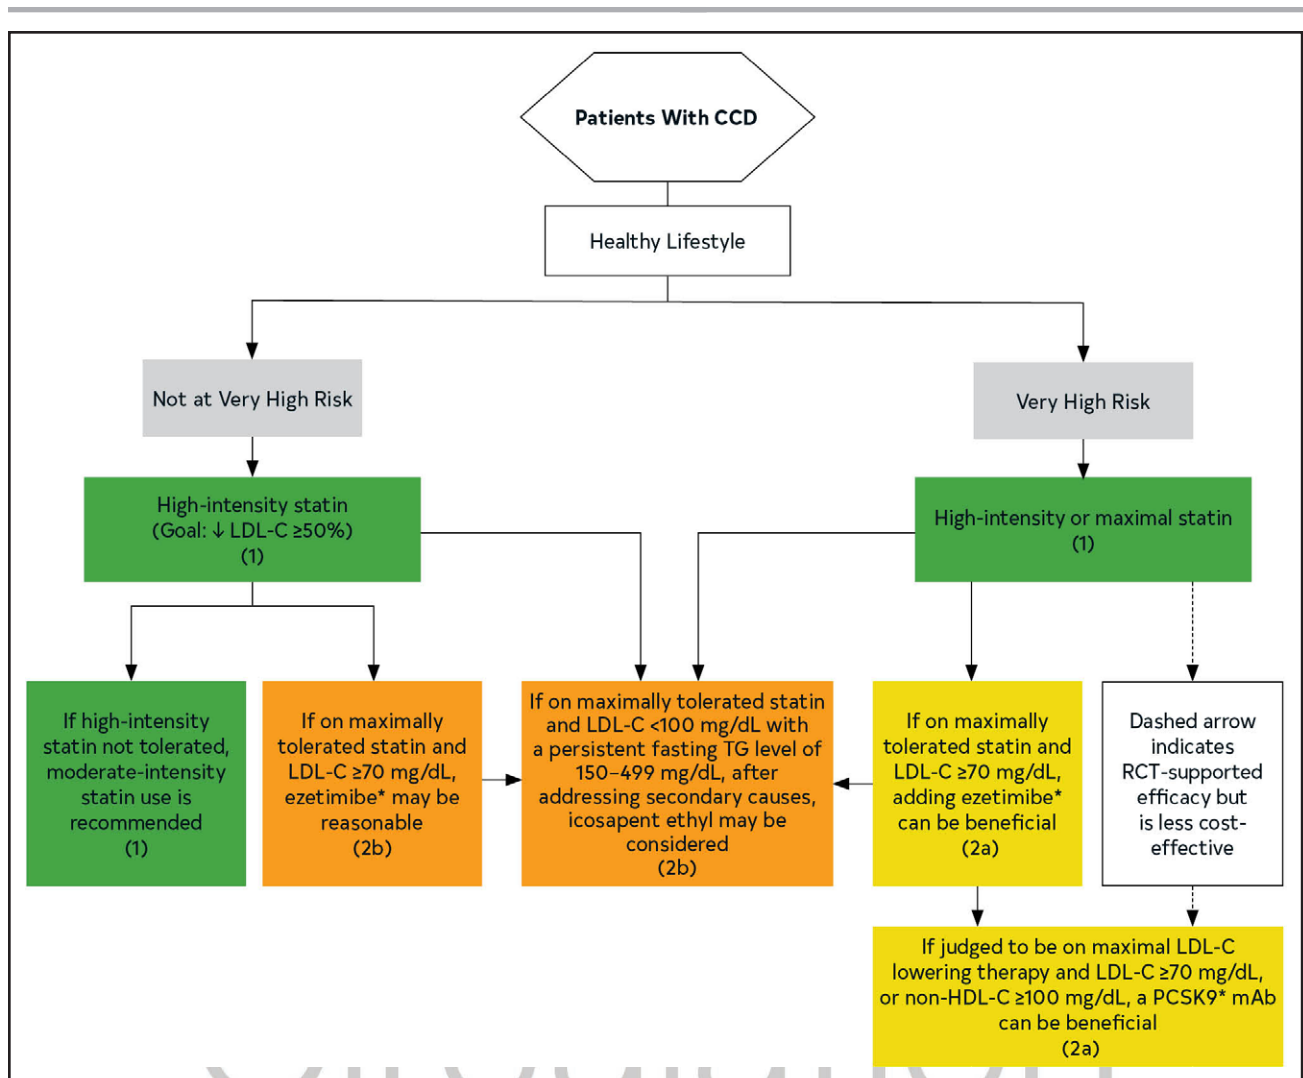 Patients With CCD
Healthy Lifestyle
Not at Very High Risk
Very High Risk
High-intensity statin
(Goal: ↓ LDL-C ≥50%)
(1)
High-intensity or maximal statin
(1)
If high-intensity
statin not tolerated,
moderate-intensity
statin use is
recommended
(1)
If on maximally
tolerated statin and
LDL-C ≥70 mg/dL,
ezetimibe* may be
reasonable
(2b)
If on maximally tolerated statin
and LDL-C <100 mg/dL with
a persistent fasting TG level of
150–499 mg/dL, after
addressing secondary causes,
icosapent ethyl may be
considered
(2b)
If on maximally
tolerated statin and
LDL-C ≥70 mg/dL,
adding ezetimibe*
can be beneficial
(2a)
Dashed arrow
indicates
RCT-supported
efficacy but
is less cost-
effective
If judged to be on maximal LDL-C
lowering therapy and LDL-C ≥70 mg/dL,
or non-HDL-C ≥100 mg/dL, a PCSK9* mAb
can be beneficial
(2a)